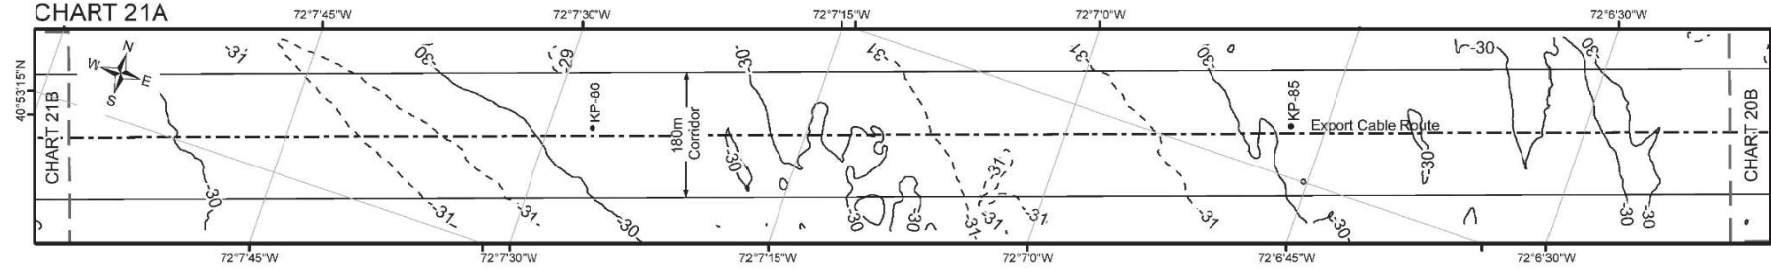 CHART 21A
72°7'45"W
72°7'30"W
72°7'15"W
72°7'0"W
72°6'30"W
40°53'15"N
CHART 21B
N
W
E
S
-31
-30
-29
-30
-31
-31
-30
-30
-30
KP-80
180m
Corridor
KP-85
Export Cable Route
CHART 20B
-30
-30
-30
-31
-31
-31
-30
-30
-30
-31
-31
-31
-31
-30
-30
-30
72°7'45"W
72°7'30"W
72°7'15"W
72°7'0"W
72°6'45"W
72°6'30"W